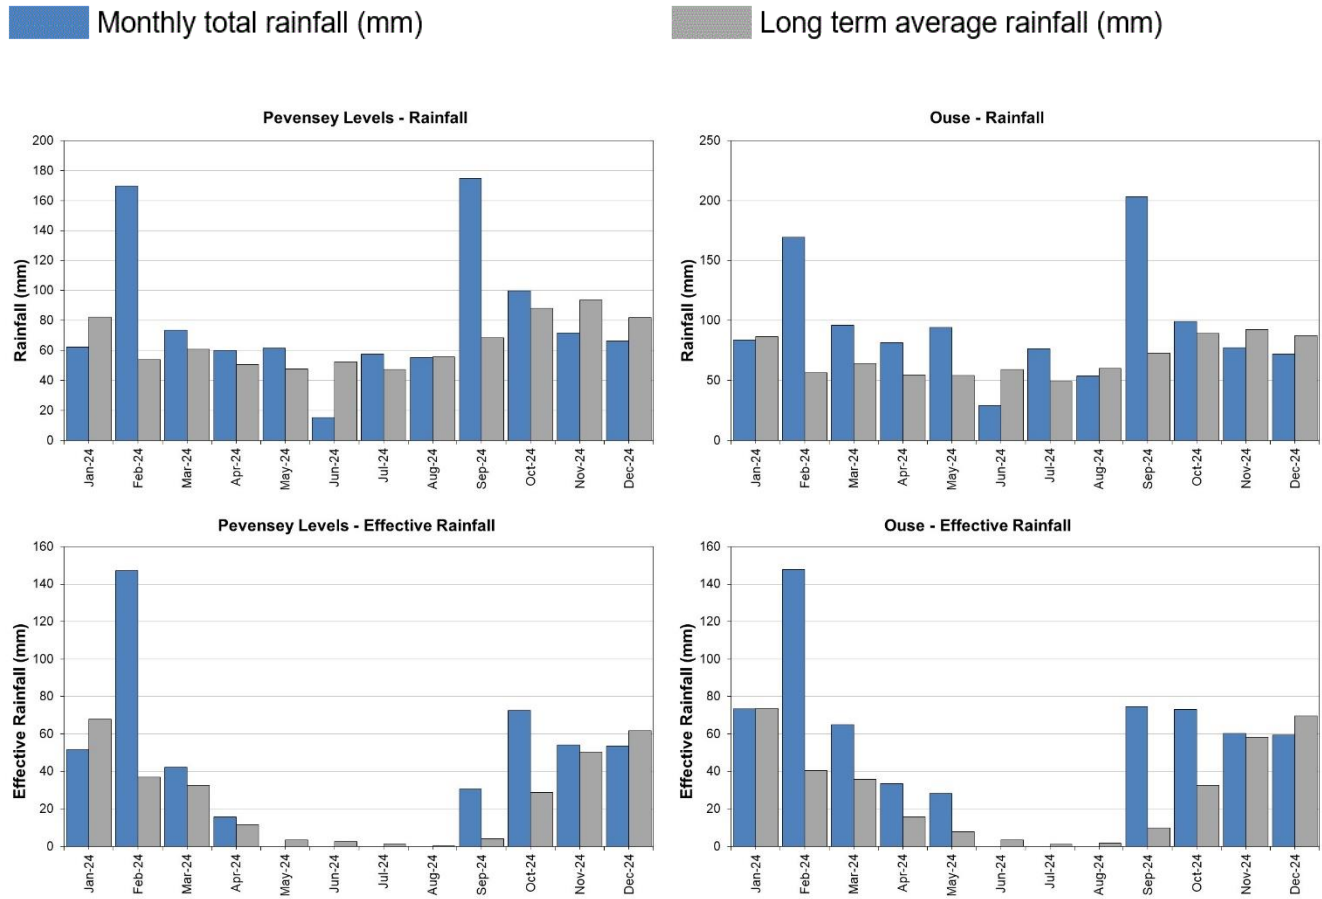 Monthly total rainfall (mm)
Long term average rainfall (mm)
Pevensey Levels - Rainfall
Rainfall (mm)
200
180
160
140
120
100
80
60
40
20
0
Jan-24
Feb-24
Mar-24
Apr-24
May-24
Jun-24
Jul-24
Aug-24
Sep-24
Oct-24
Nov-24
Dec-24
Ouse - Rainfall
Rainfall (mm)
250
200
150
100
50
0
Jan-24
Feb-24
Mar-24
Apr-24
May-24
Jun-24
Jul-24
Aug-24
Sep-24
Oct-24
Nov-24
Dec-24
Pevensey Levels - Effective Rainfall
Effective Rainfall (mm)
160
140
120
100
80
60
40
20
0
Jan-24
Feb-24
Mar-24
Apr-24
May-24
Jun-24
Jul-24
Aug-24
Sep-24
Oct-24
Nov-24
Dec-24
Ouse - Effective Rainfall
Effective Rainfall (mm)
160
140
120
100
80
60
40
20
0
Jan-24
Feb-24
Mar-24
Apr-24
May-24
Jun-24
Jul-24
Aug-24
Sep-24
Oct-24
Nov-24
Dec-24